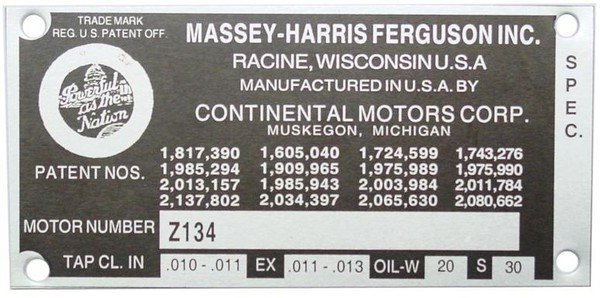 TRADE MARK
REG. U.S. PATENT OFF.
Powerful
as the
Nation
MASSEY-HARRIS FERGUSON INC.
RACINE, WISCONSIN U.S.A
MANUFACTURED IN U.S.A. BY
CONTINENTAL MOTORS CORP.
MUSKEGON, MICHIGAN
SPEC.
PATENT NOS.
1,817,390 1,605,040 1,724,599 1,743,276
1,985,294 1,909,965 1,975,989 1,975,990
2,013,157 1,985,943 2,003,984 2,011,784
2,137,802 2,034,397 2,065,630 2,080,662
MOTOR NUMBER Z134
TAP CL. IN .010 - .011 EX .011 - .013 OIL-W 20 S 30